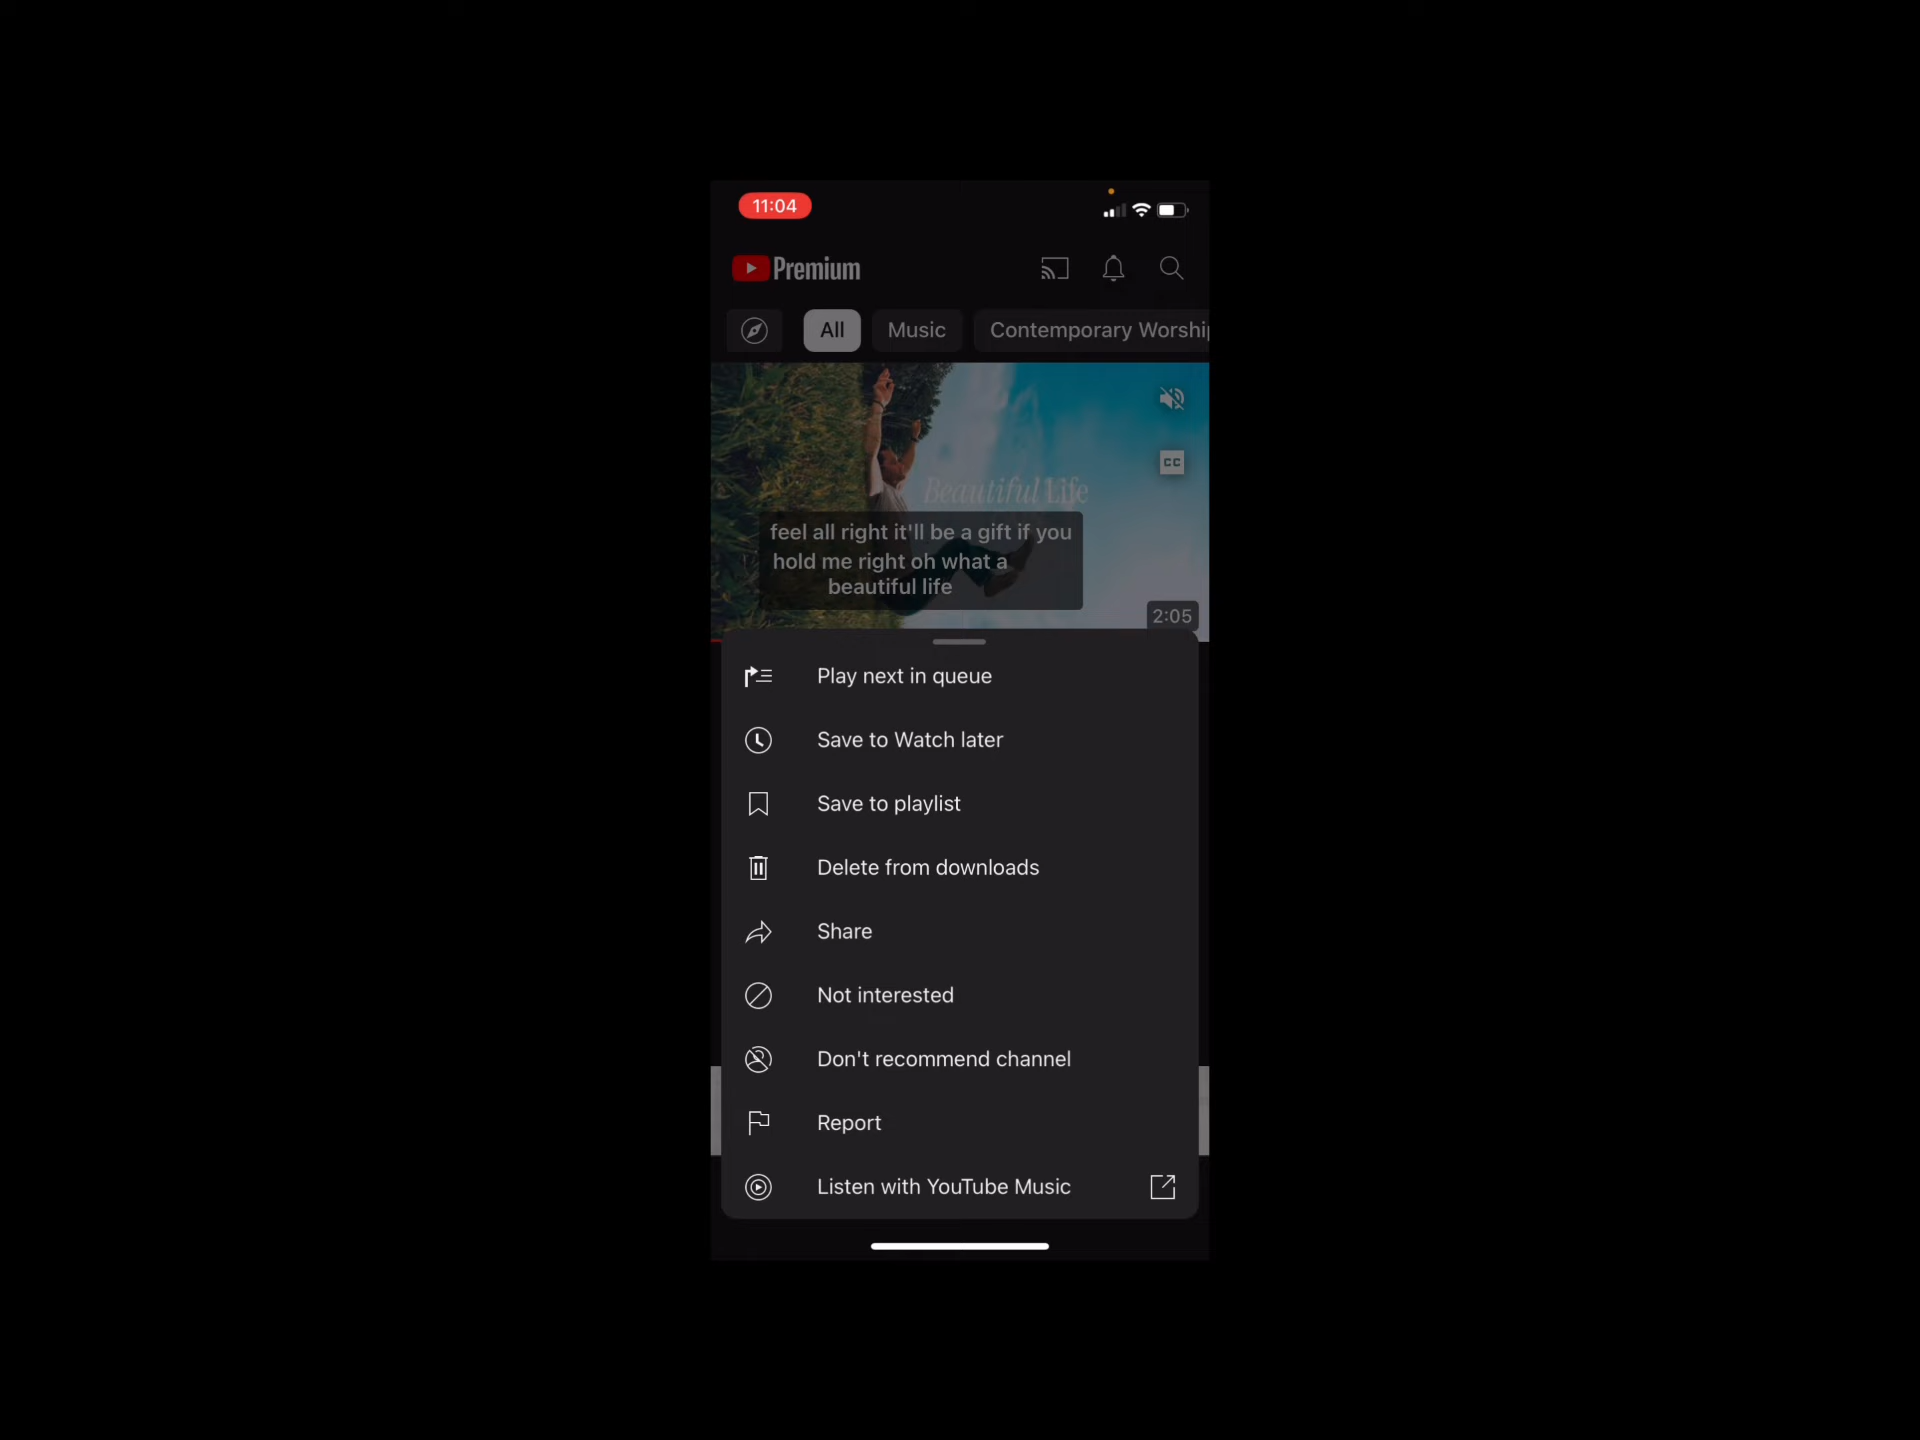 11:04
Premium
All
Music
Contemporary Worship
CC
Beautiful Life
feel all right it'll be a gift if you
hold me right oh what a
beautiful life
2:05
Play next in queue
Save to Watch later
Save to playlist
Delete from downloads
Share
Not interested
Don't recommend channel
Report
Listen with YouTube Music